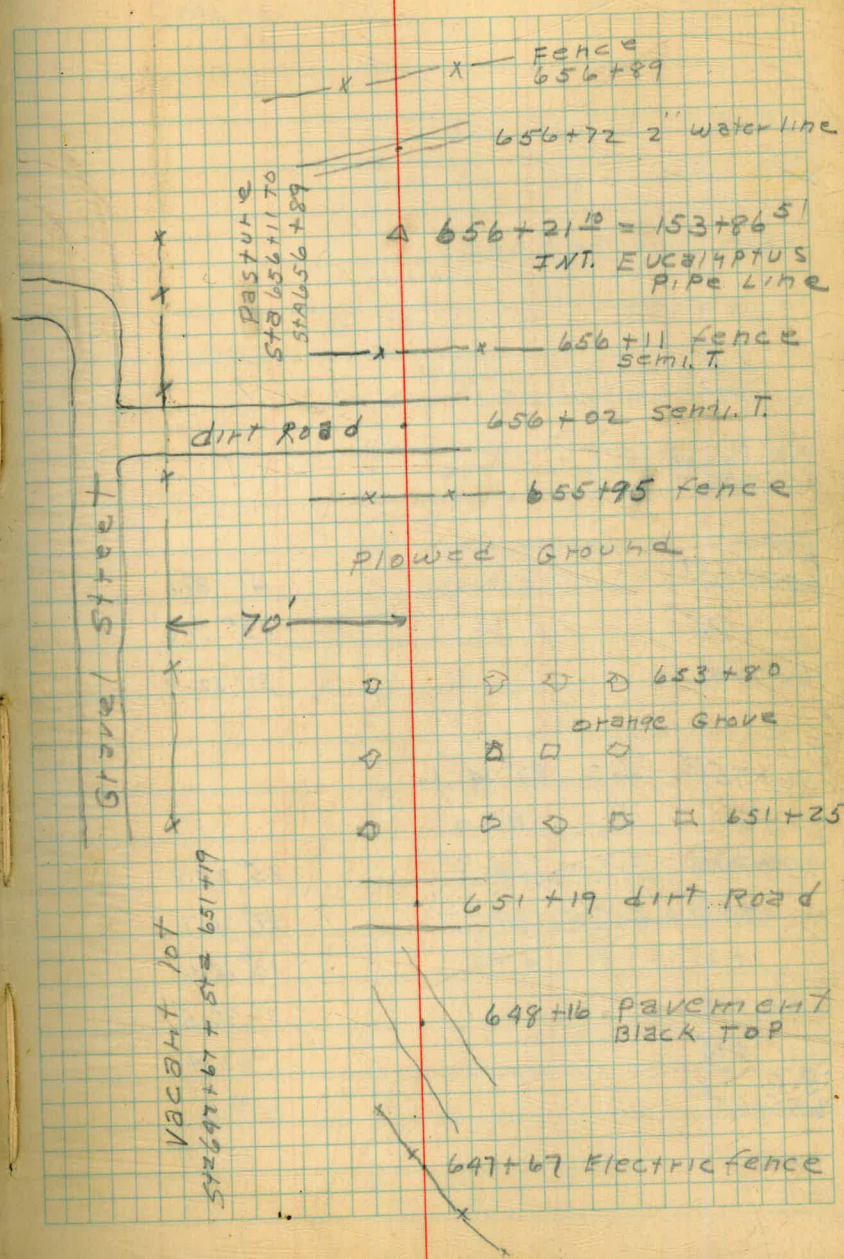 Fence
656+89
656+72 2" water line
Pasture
Sta 656+11 TO
StA 656+89
656+21 10 = 153+86 51
INT. Eucalyptus
Pipe Line
656+11 fence
semi. T.
dirt Road
656+02 semi. T.
655+95 fence
Plowed Ground
Gravel Street
70'
653+80
orange Grove
651+25
651+19 dirt Road
Vacant lot
Sta 647+67 + Sta 651+19
648+16 Pavement
Black TOP
647+67 Electric fence